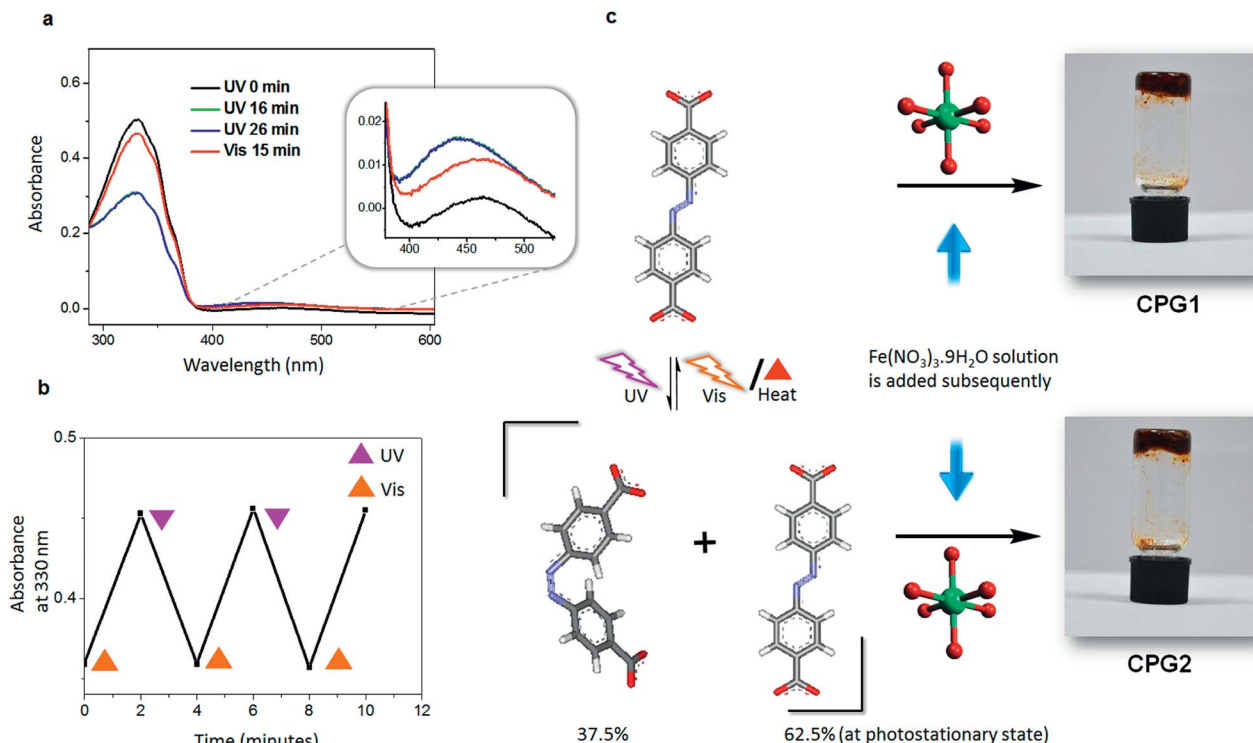 a
0.6
0.4
0.2
0.0
Absorbance
UV 0 min
UV 16 min
UV 26 min
Vis 15 min
0.02
0.01
0.00
400
450
500
300
400
500
600
Wavelength (nm)
b
0.5
0.4
Absorbance
at 330 nm
UV
Vis
0
2
4
6
8
10
12
Time (minutes)
c
UV
Vis
/
Heat
+
37.5%
62.5% (at photostationary state)
CPG1
Fe(NO₃)₃.9H₂O solution
is added subsequently
CPG2